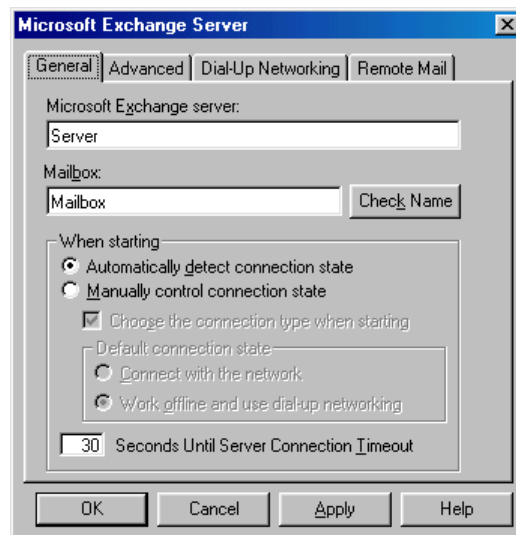 Microsoft Exchange Server
General Advanced Dial-Up Networking Remote Mail
Microsoft Exchange server:
Server
Mailbox:
Mailbox Check Name
When starting
Automatically detect connection state
Manually control connection state
Choose the connection type when starting
Default connection state
Connect with the network
Work offline and use dial-up networking
30 Seconds Until Server Connection Timeout
OK Cancel Apply Help